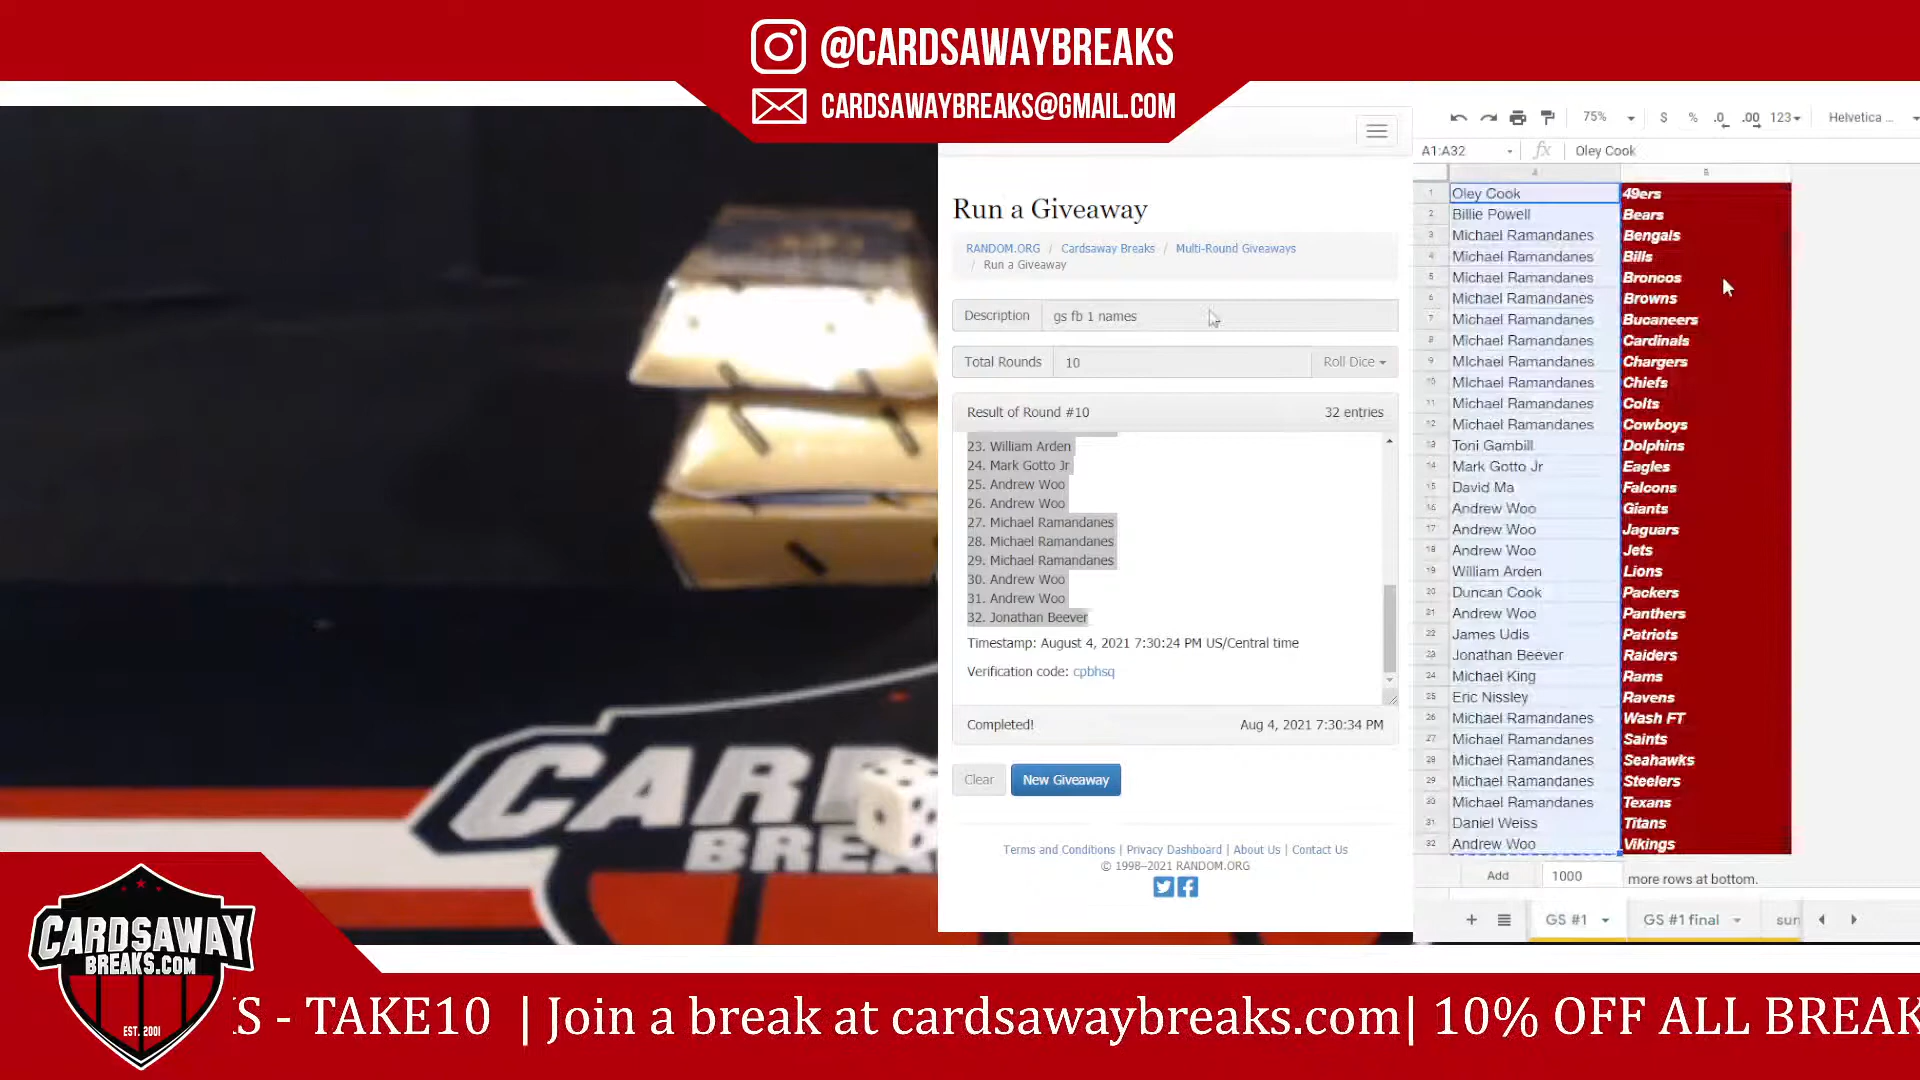 @CARDSAWAYBREAKS
CARDSAWAYBREAKS@GMAIL.COM
Run a Giveaway
RANDOM.ORG / Cardsaway Breaks / Multi-Round Giveaways
/ Run a Giveaway
Description gs fb 1 names
Total Rounds 10 Roll Dice
Result of Round #10 32 entries
23. William Arden
24. Mark Gotto Jr
25. Andrew Woo
26. Andrew Woo
27. Michael Ramandanes
28. Michael Ramandanes
29. Michael Ramandanes
30. Andrew Woo
31. Andrew Woo
32. Jonathan Beever
Timestamp: August 4, 2021 7:30:24 PM US/Central time
Verification code: cpbhsq
Completed! Aug 4, 2021 7:30:34 PM
Clear New Giveaway
Terms and Conditions | Privacy Dashboard | About Us | Contact Us
© 1998–2021 RANDOM.ORG
75% $ % .0 .00 123 Helvetica ...
A1:A32 fx Oley Cook
A B
1 Oley Cook 49ers
2 Billie Powell Bears
3 Michael Ramandanes Bengals
4 Michael Ramandanes Bills
5 Michael Ramandanes Broncos
6 Michael Ramandanes Browns
7 Michael Ramandanes Bucaneers
8 Michael Ramandanes Cardinals
9 Michael Ramandanes Chargers
10 Michael Ramandanes Chiefs
11 Michael Ramandanes Colts
12 Michael Ramandanes Cowboys
13 Toni Gambill Dolphins
14 Mark Gotto Jr Eagles
15 David Ma Falcons
16 Andrew Woo Giants
17 Andrew Woo Jaguars
18 Andrew Woo Jets
19 William Arden Lions
20 Duncan Cook Packers
21 Andrew Woo Panthers
22 James Udis Patriots
23 Jonathan Beever Raiders
24 Michael King Rams
25 Eric Nissley Ravens
26 Michael Ramandanes Wash FT
27 Michael Ramandanes Saints
28 Michael Ramandanes Seahawks
29 Michael Ramandanes Steelers
30 Michael Ramandanes Texans
31 Daniel Weiss Titans
32 Andrew Woo Vikings
Add 1000 more rows at bottom.
GS #1 GS #1 final
CARD
BREAK
CARDSAWAY
BREAKS.COM
EST. 2001
KS - TAKE10 | Join a break at cardsawaybreaks.com| 10% OFF ALL BREAK